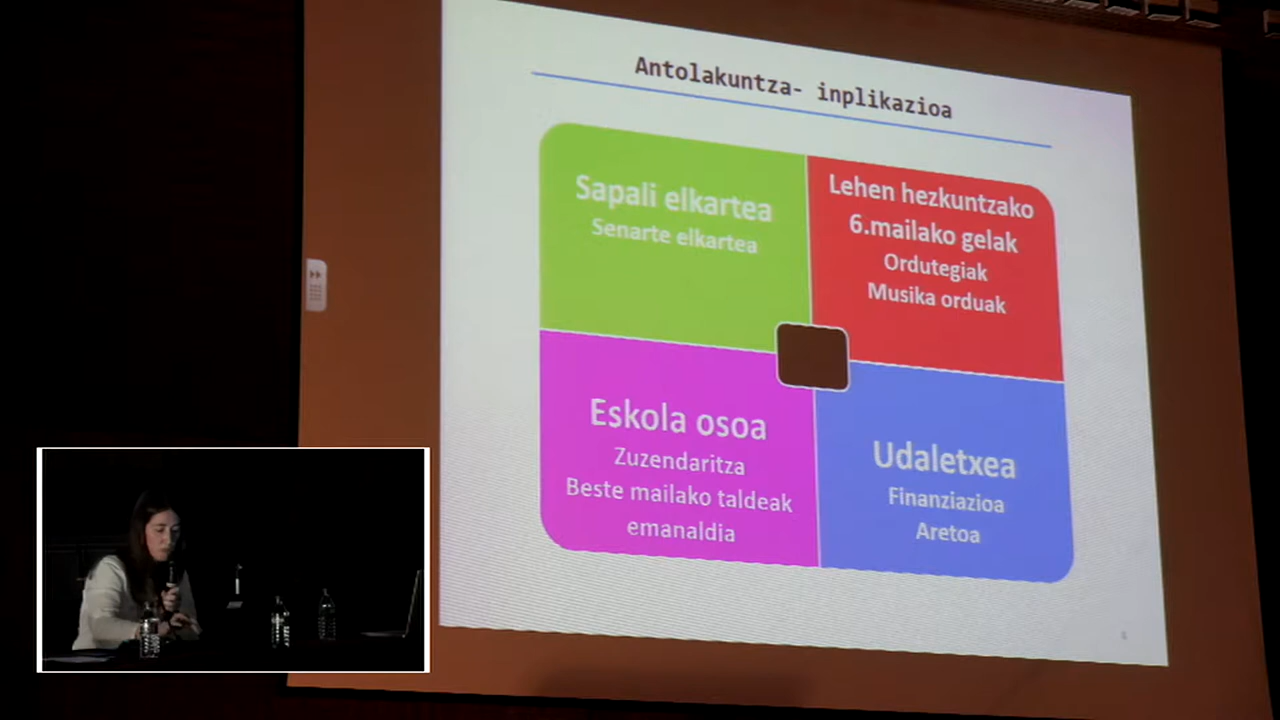 Antolakuntza- inplikazioa
Sapali elkartea
Senarte elkartea
Lehen hezkuntzako
6.mailako gelak
Ordutegiak
Musika orduak
Eskola osoa
Zuzendaritza
Beste mailako taldeak
emanaldia
Udaletxea
Finanziazioa
Aretoa